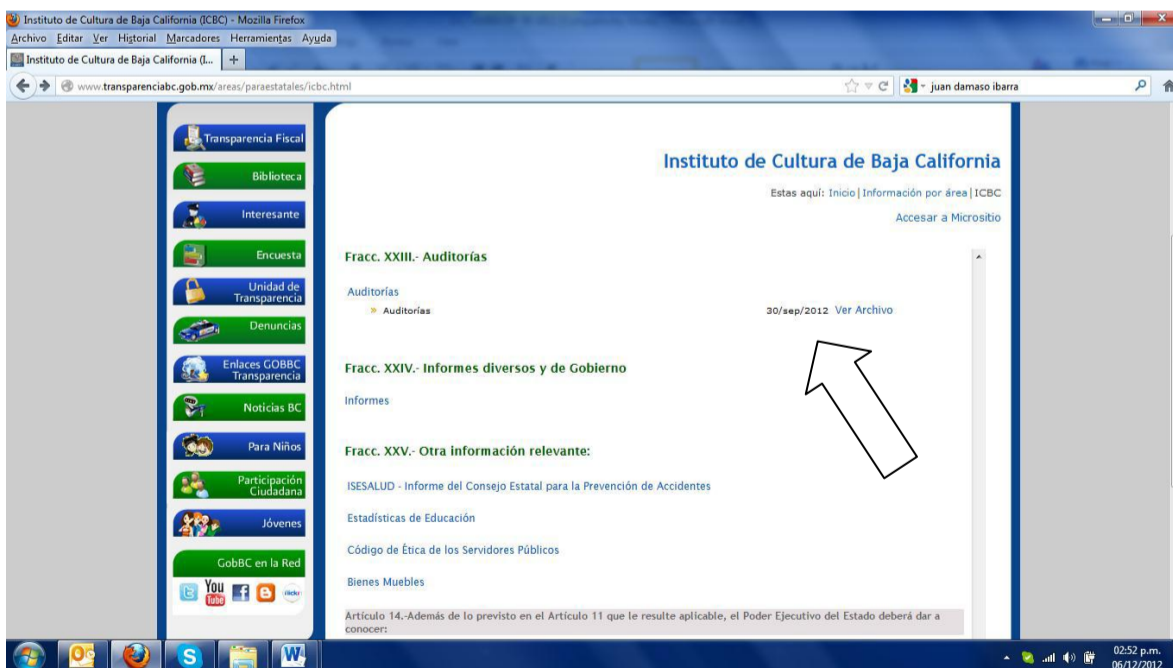 Instituto de Cultura de Baja California (ICBC) - Mozilla Firefox
Archivo Editar Ver Historial Marcadores Herramientas Ayuda
Instituto de Cultura de Baja California (I...
www.transparenciabc.gob.mx/areas/paraestatales/icbc.html
juan damaso ibarra
Transparencia Fiscal
Biblioteca
Interesante
Encuesta
Unidad de
Transparencia
Denuncias
Enlaces GOBBC
Transparencia
Noticias BC
Para Niños
Participación
Ciudadana
Jóvenes
GobBC en la Red
You
Tube
Instituto de Cultura de Baja California
Estas aquí: Inicio | Información por área | ICBC
Accesar a Micrositio
Fracc. XXIII.- Auditorías
Auditorías
» Auditorías 30/sep/2012 Ver Archivo
Fracc. XXIV.- Informes diversos y de Gobierno
Informes
Fracc. XXV.- Otra información relevante:
ISESALUD - Informe del Consejo Estatal para la Prevención de Accidentes
Estadísticas de Educación
Código de Ética de los Servidores Públicos
Bienes Muebles
Artículo 14.-Además de lo previsto en el Artículo 11 que le resulte aplicable, el Poder Ejecutivo del Estado deberá dar a
conocer:
02:52 p.m.